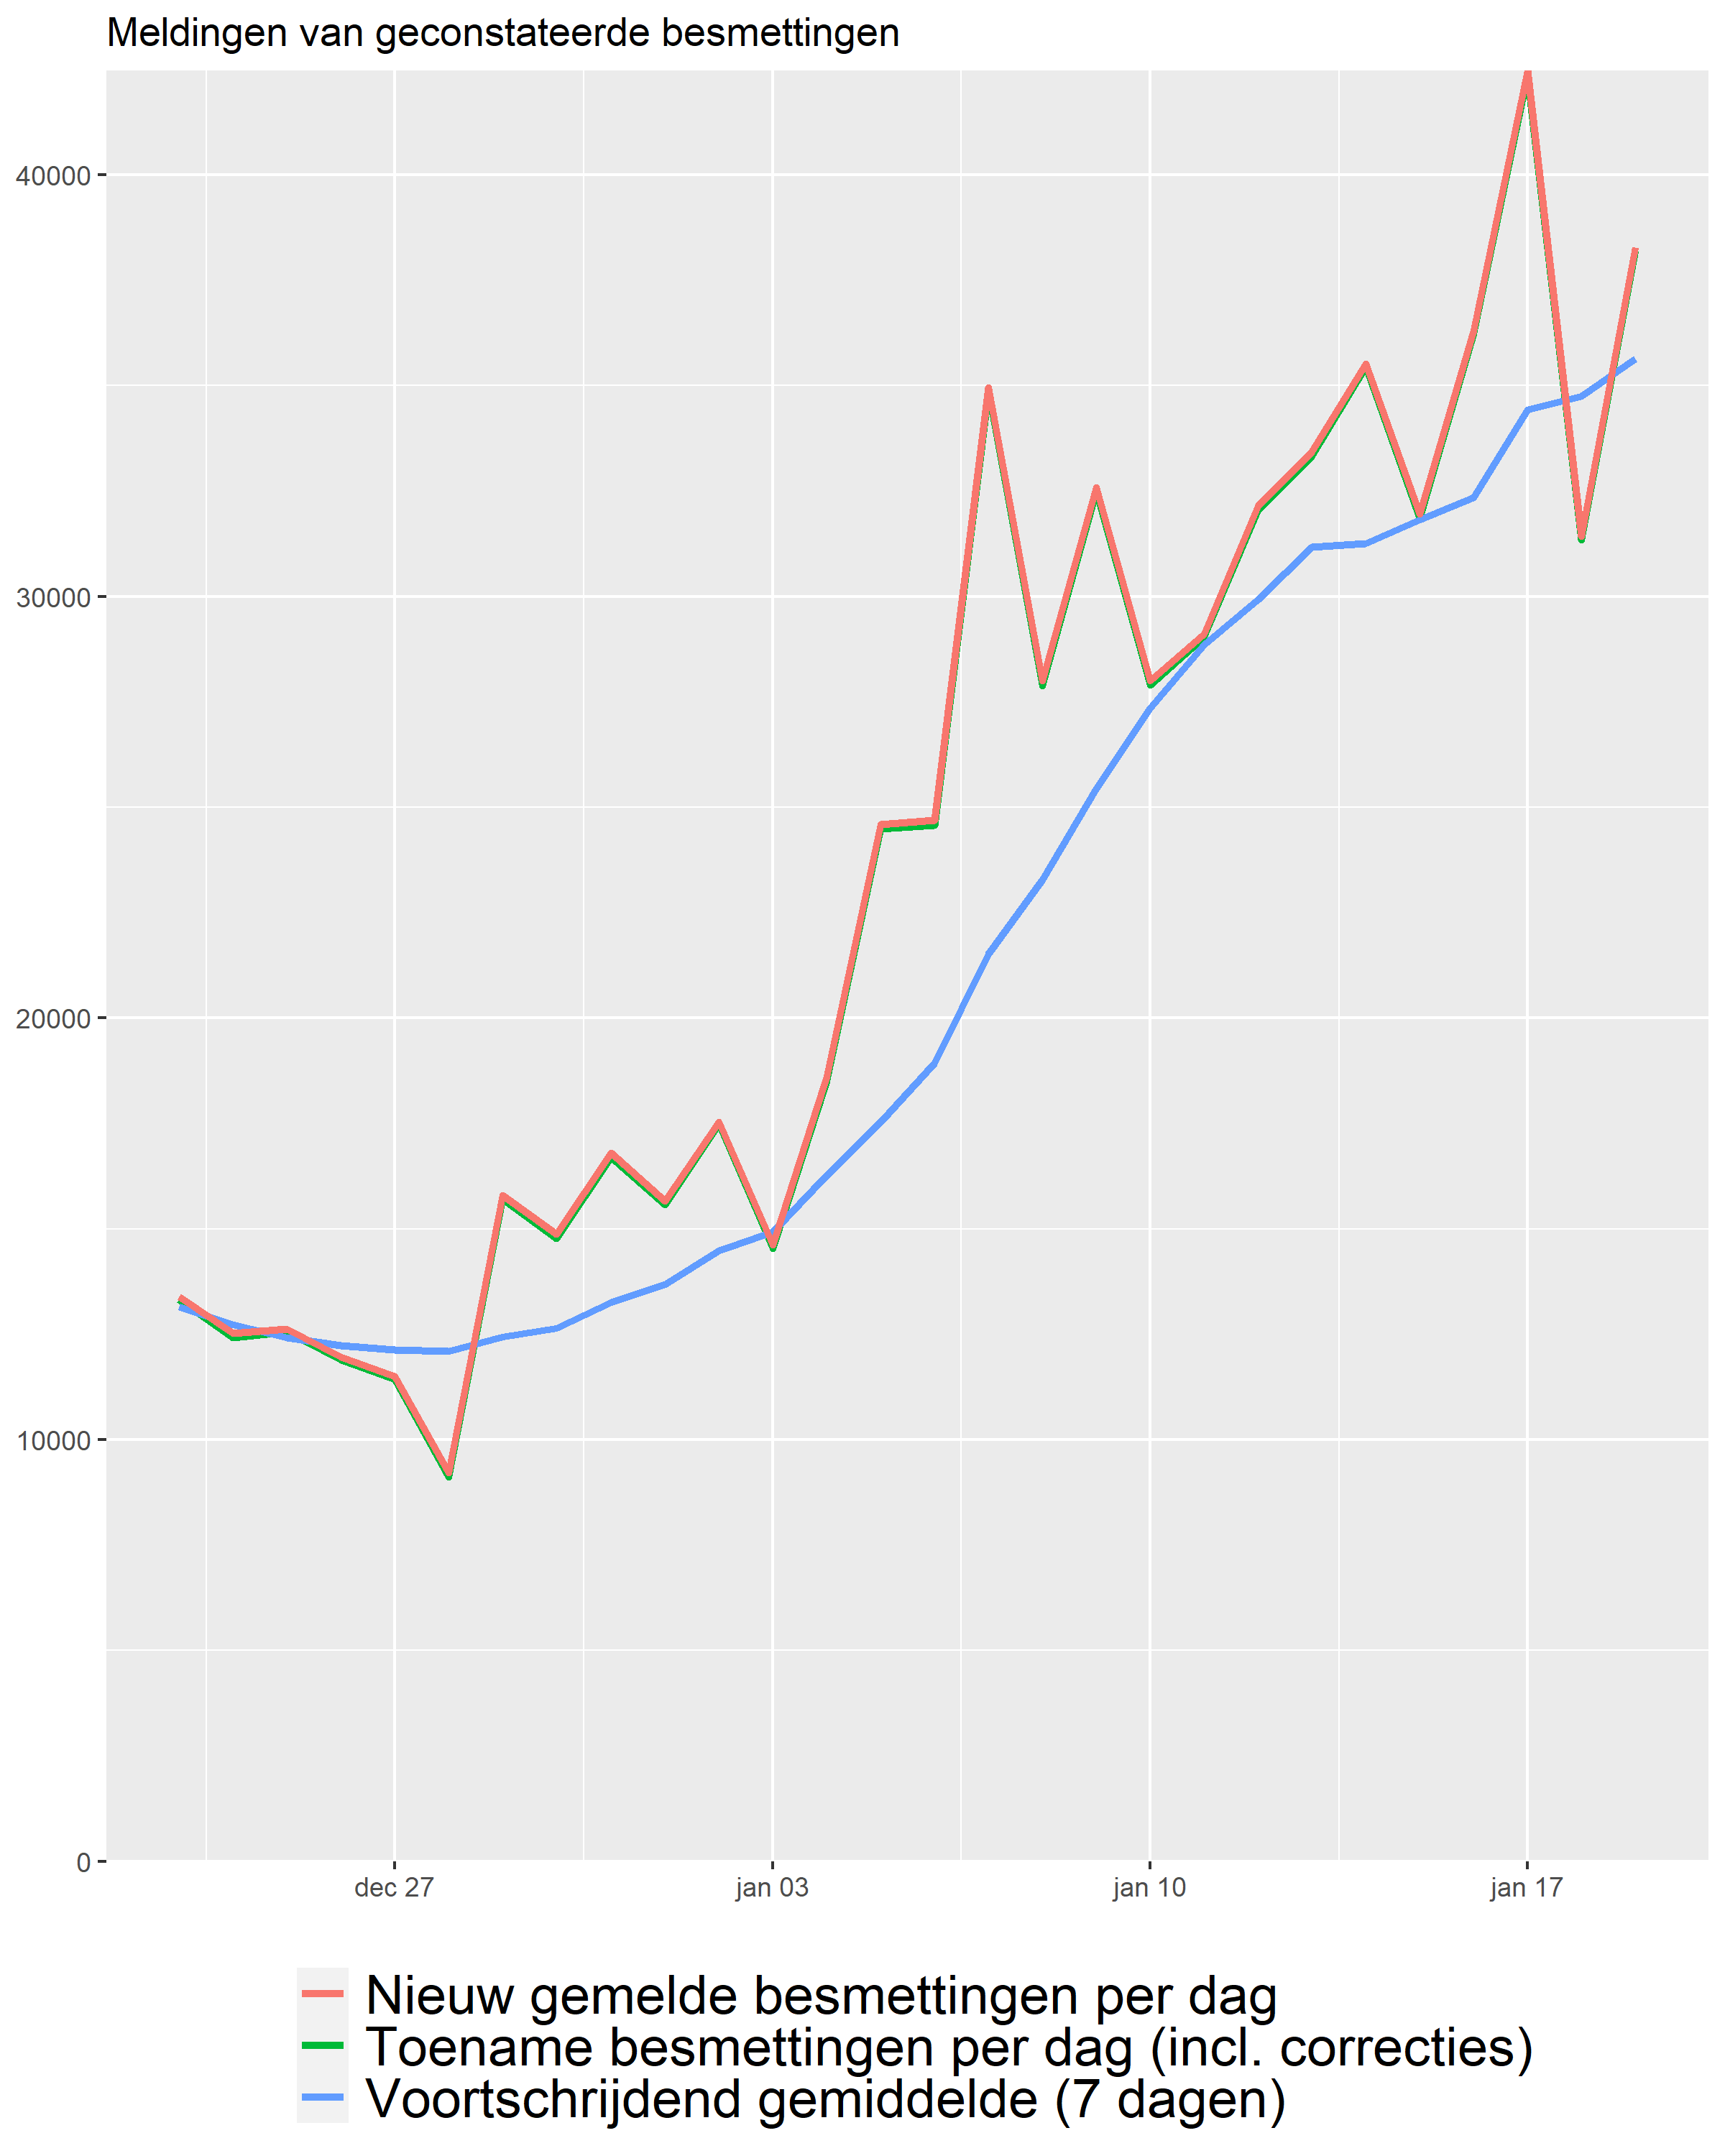 Meldingen van geconstateerde besmettingen
40000
30000
20000
10000
0
dec 27 jan 03 jan 10 jan 17
Nieuw gemelde besmettingen per dag
Toename besmettingen per dag (incl. correcties)
Voortschrijdend gemiddelde (7 dagen)